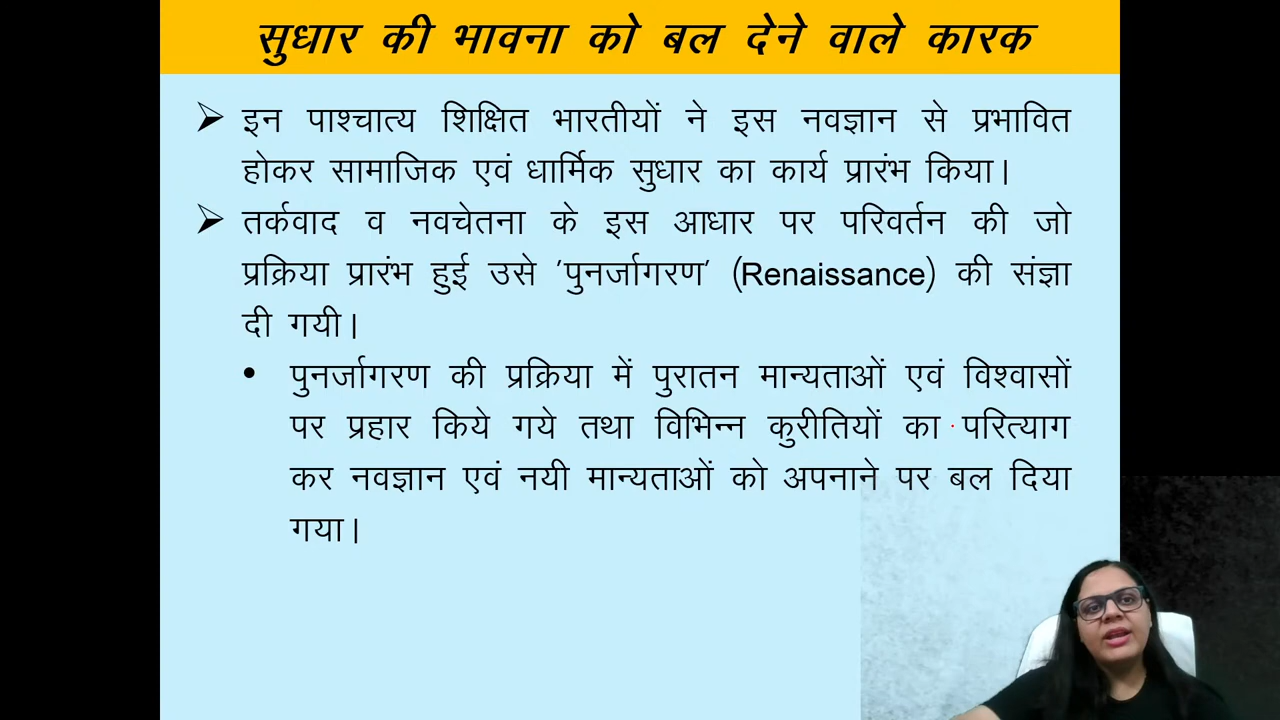 सुधार की भावना को बल देने वाले कारक
➢ इन पाश्चात्य शिक्षित भारतीयों ने इस नवज्ञान से प्रभावित
होकर सामाजिक एवं धार्मिक सुधार का कार्य प्रारंभ किया।
➢ तर्कवाद व नवचेतना के इस आधार पर परिवर्तन की जो
प्रक्रिया प्रारंभ हुई उसे 'पुनर्जागरण' (Renaissance) की संज्ञा
दी गयी।
• पुनर्जागरण की प्रक्रिया में पुरातन मान्यताओं एवं विश्वासों
पर प्रहार किये गये तथा विभिन्न कुरीतियों का परित्याग
कर नवज्ञान एवं नयी मान्यताओं को अपनाने पर बल दिया
गया।